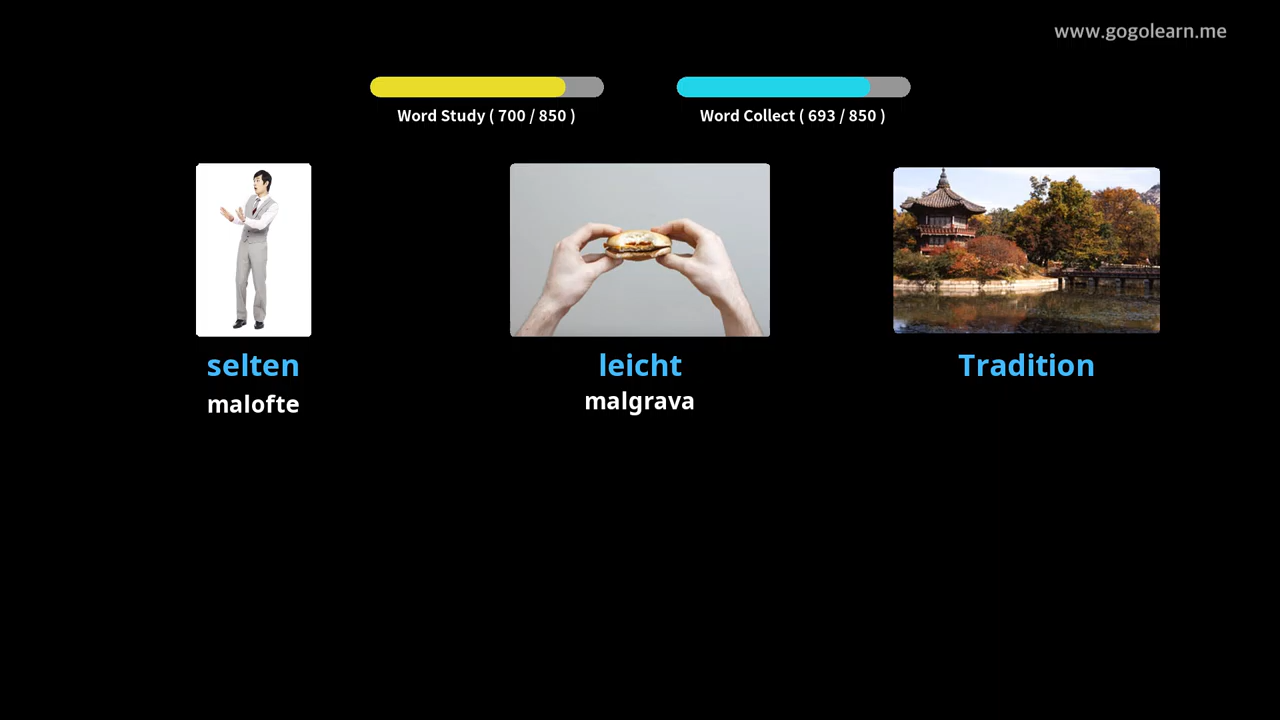 www.gogolearn.me
Word Study ( 700 / 850 )
Word Collect ( 693 / 850 )
selten
leicht
Tradition
malofte
malgrava